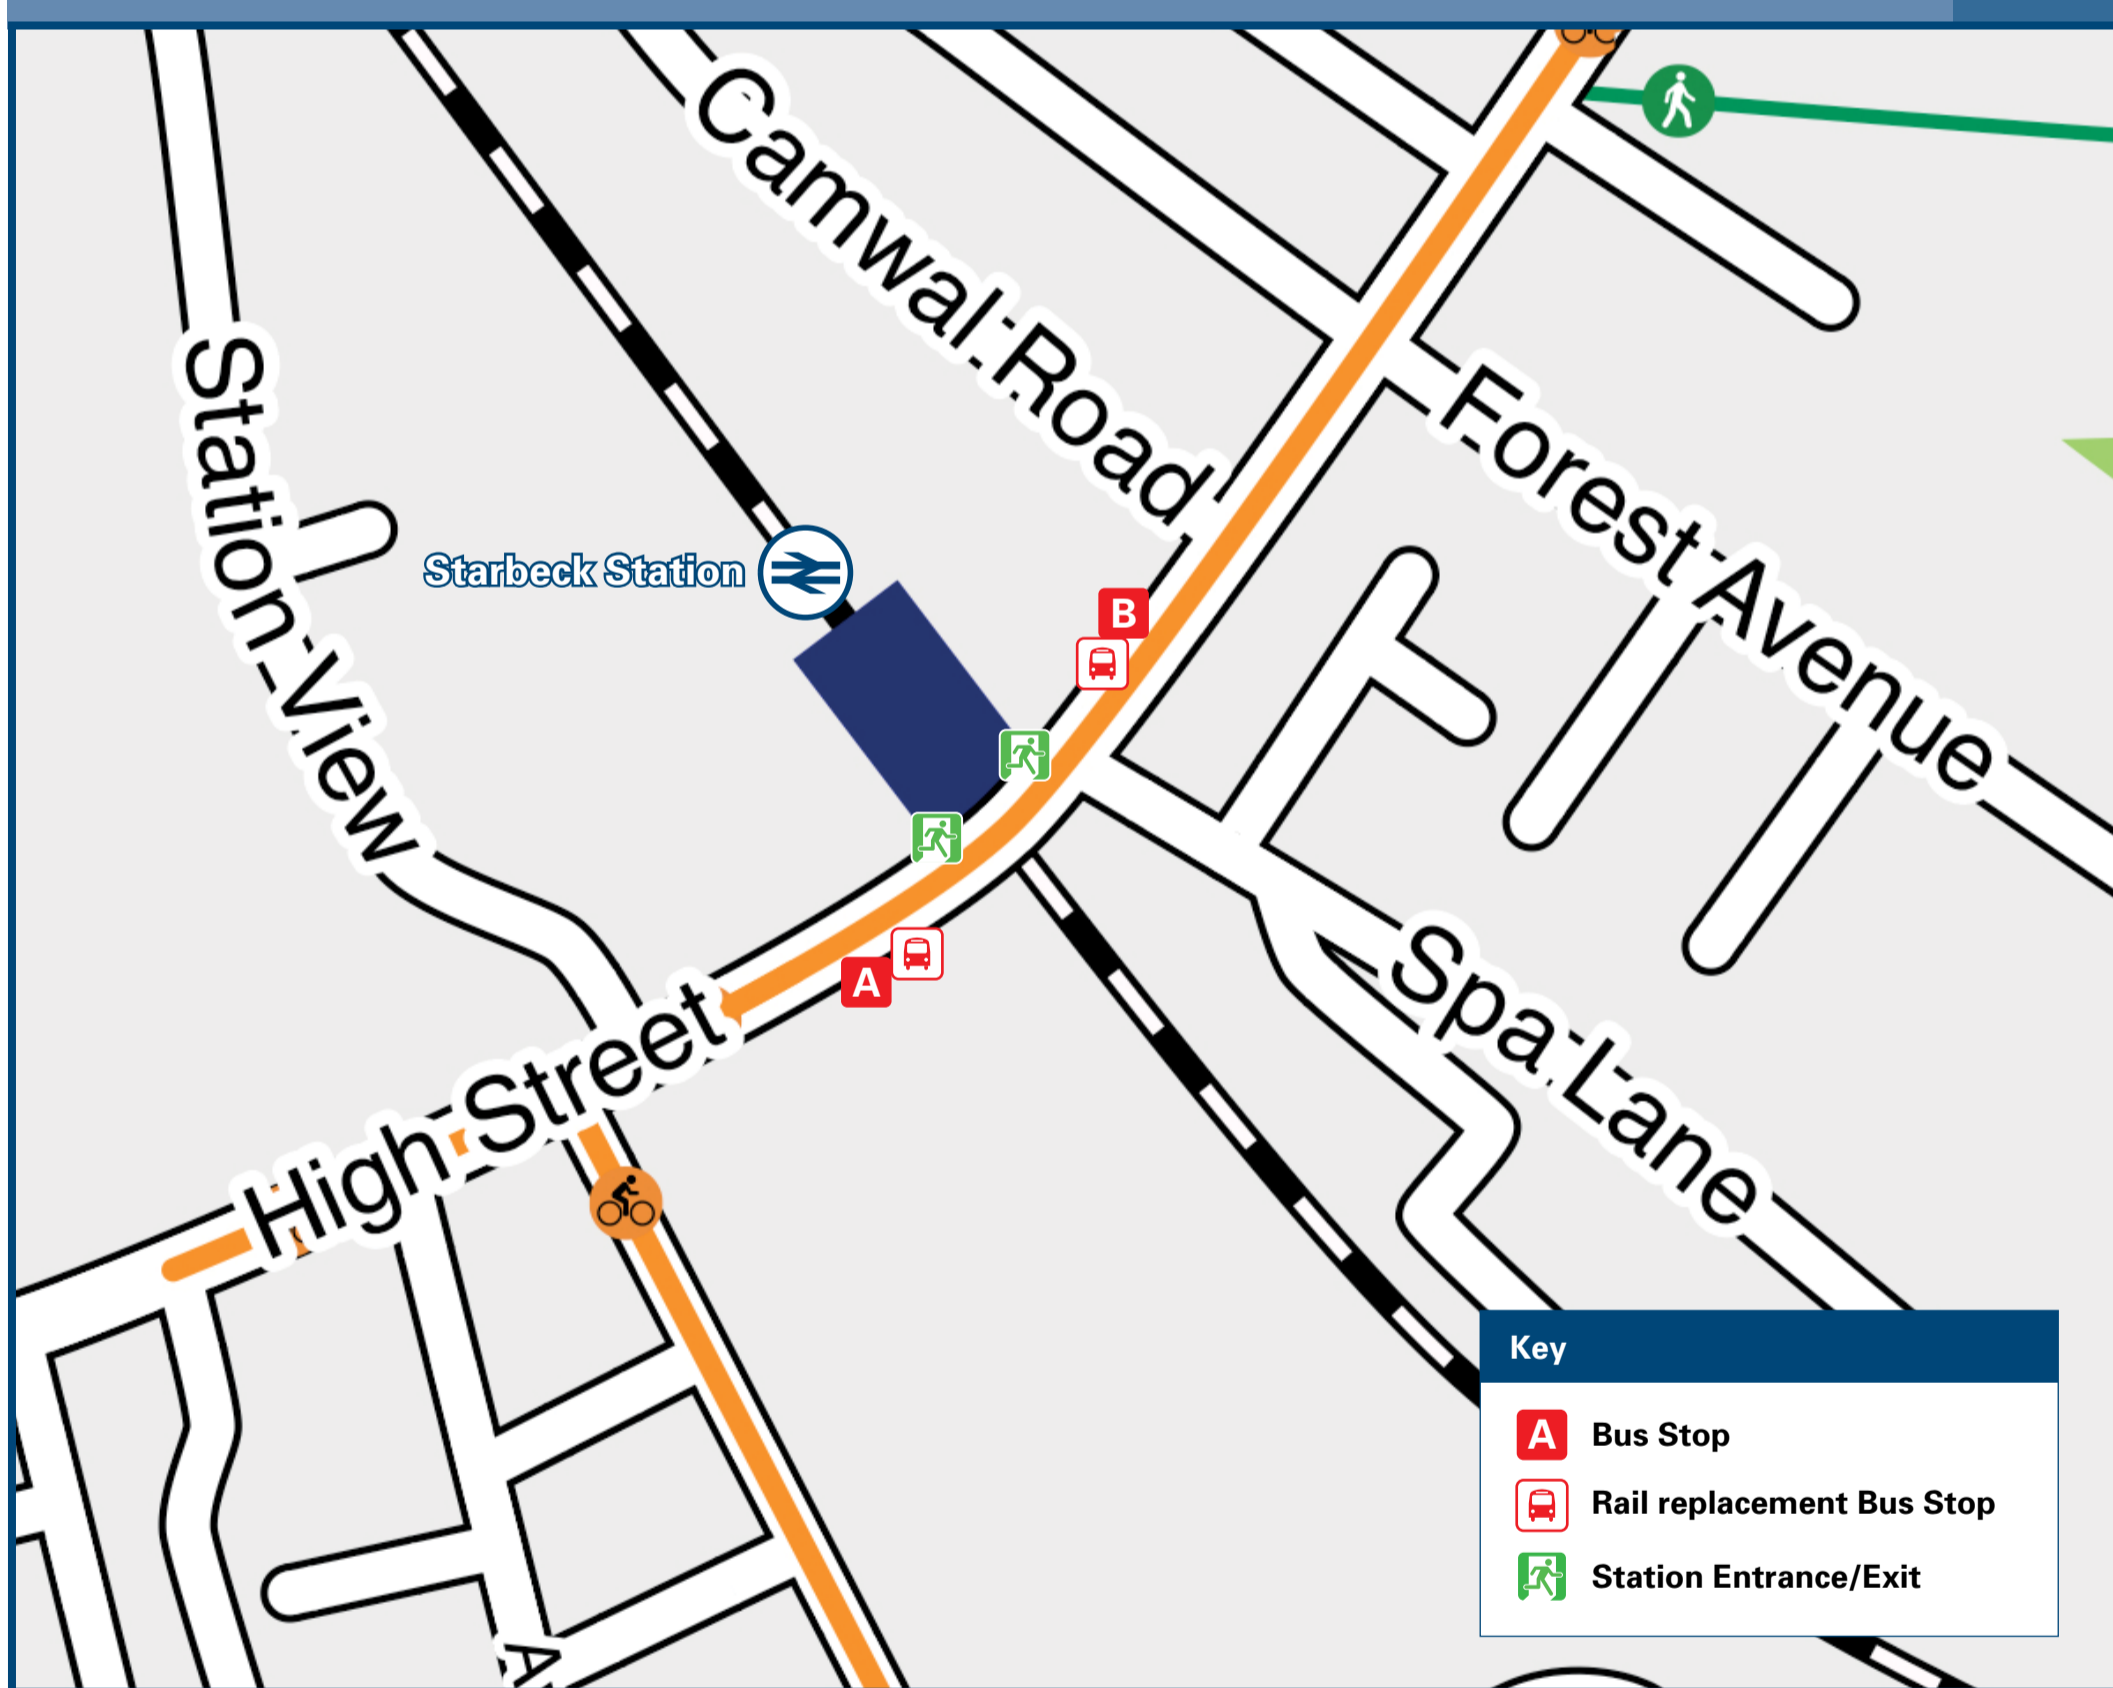 Camwal Road
Station View
Forest Avenue
Starbeck Station
B
A
Spa Lane
High Street
A
Key
A Bus Stop
Rail replacement Bus Stop
Station Entrance/Exit